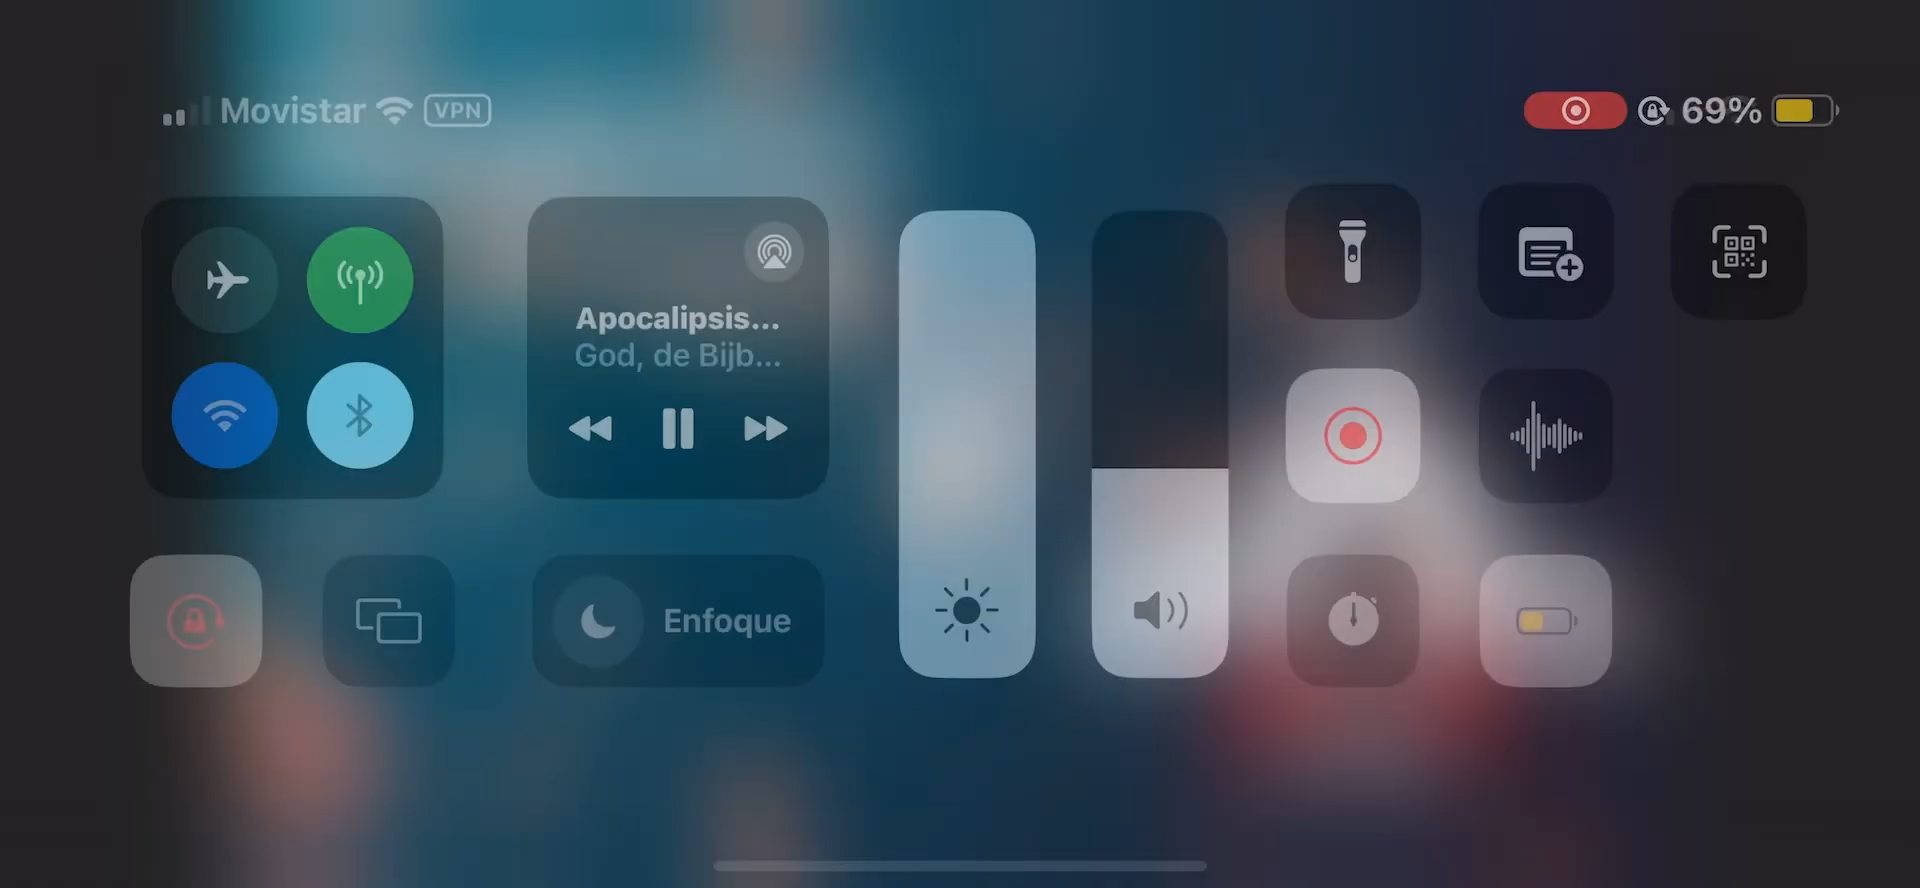 Movistar VPN
69%
Apocalipsis...
God, de Bijb...
Enfoque